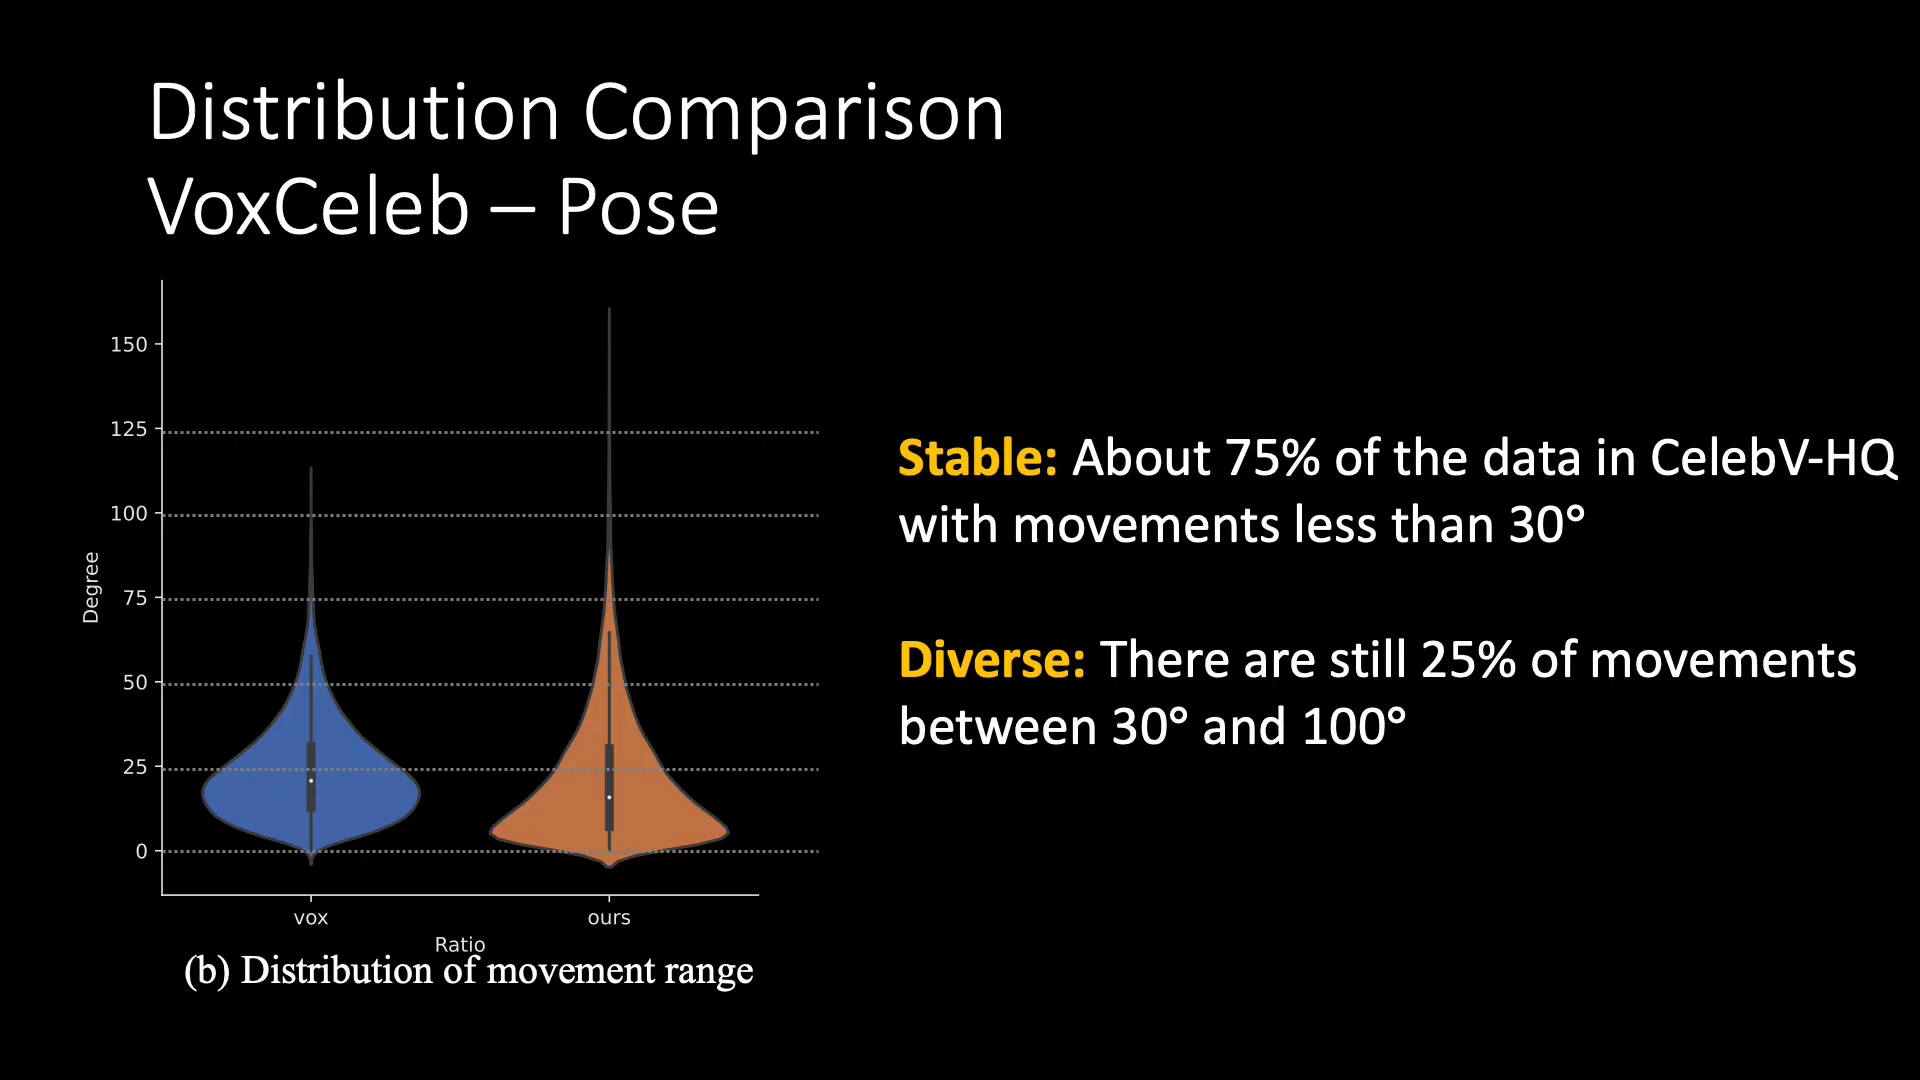 Distribution Comparison
VoxCeleb – Pose
150
125
100
75
50
25
0
Degree
vox
ours
Ratio
(b) Distribution of movement range
Stable: About 75% of the data in CelebV-HQ
with movements less than 30°
Diverse: There are still 25% of movements
between 30° and 100°